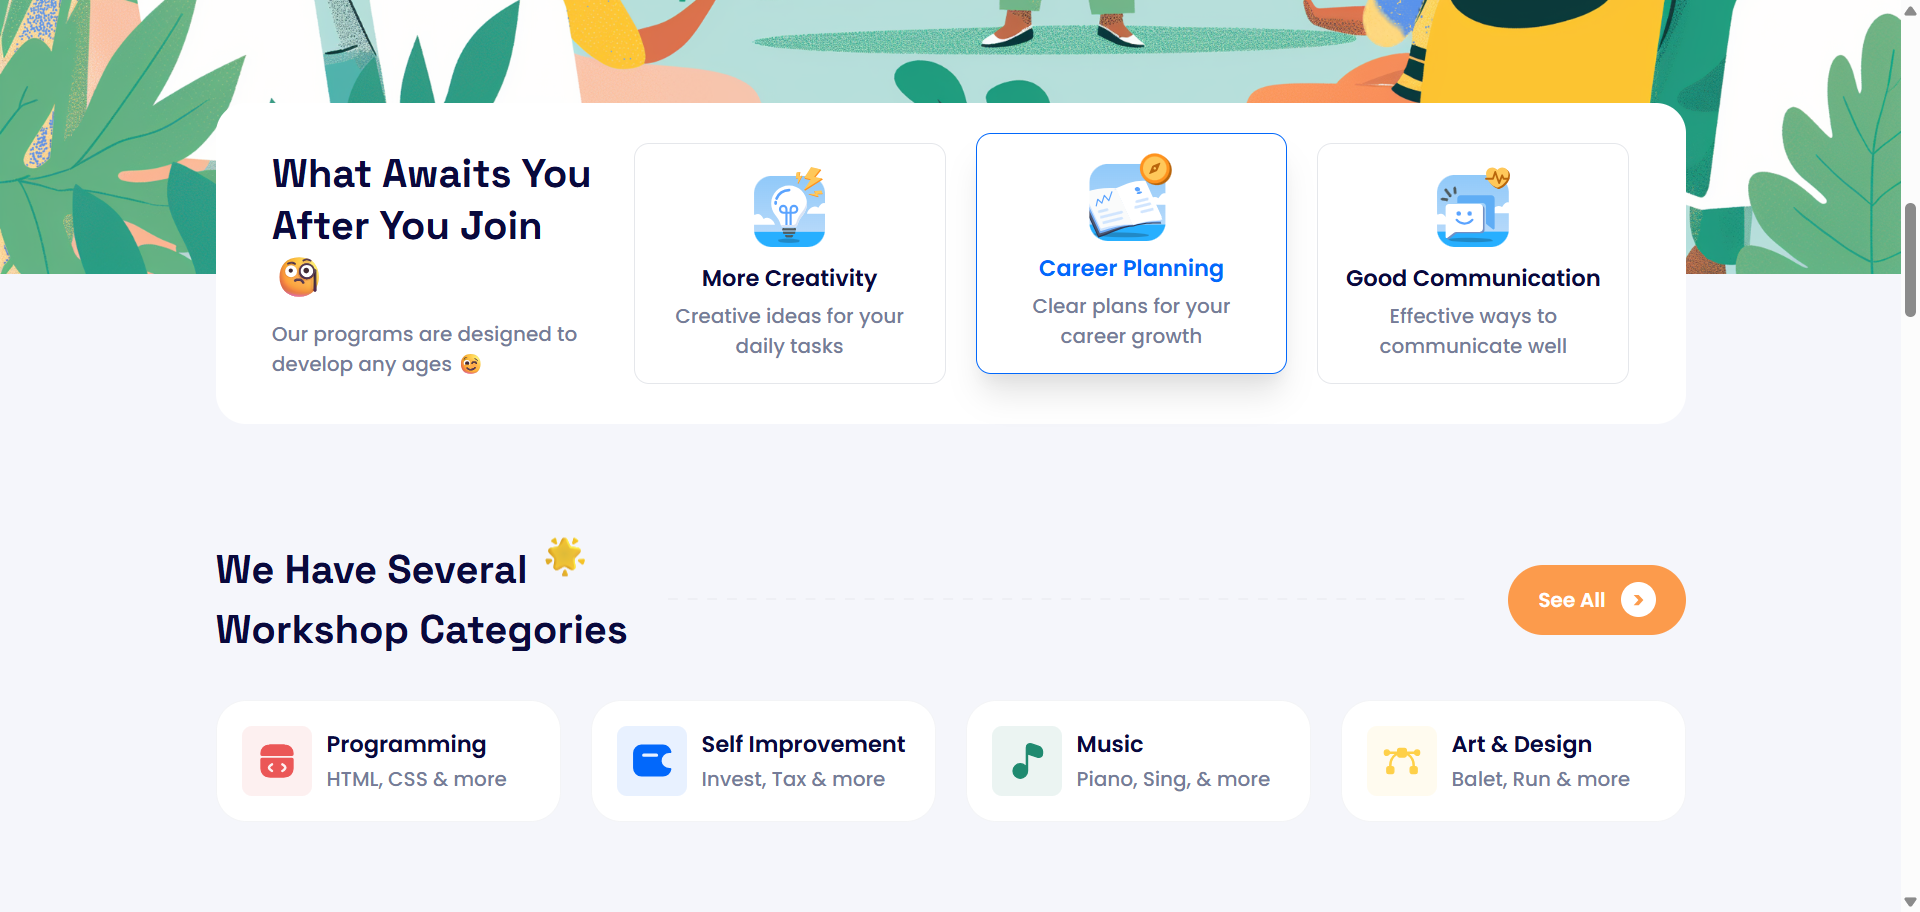 What Awaits You
After You Join
🧐
Our programs are designed to
develop any ages 😉
More Creativity
Creative ideas for your
daily tasks
Career Planning
Clear plans for your
career growth
Good Communication
Effective ways to
communicate well
We Have Several 🌟
Workshop Categories
See All
Programming
HTML, CSS & more
Self Improvement
Invest, Tax & more
Music
Piano, Sing, & more
Art & Design
Balet, Run & more